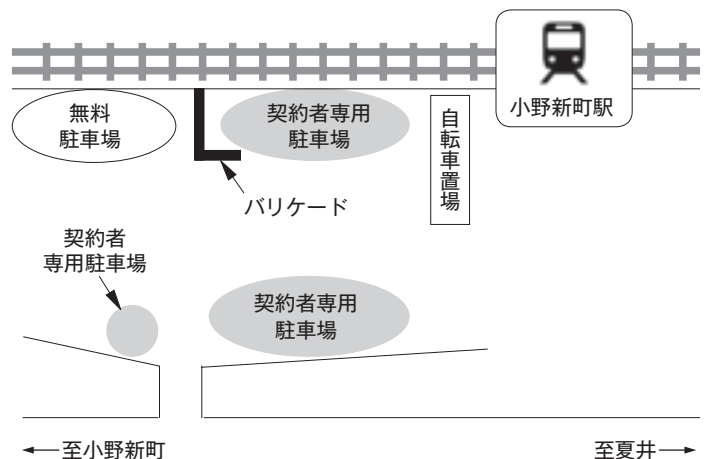 小野新町駅
無料
駐車場
契約者専用
駐車場
自転車置場
バリケード
契約者
専用駐車場
契約者専用
駐車場
至小野新町
至夏井